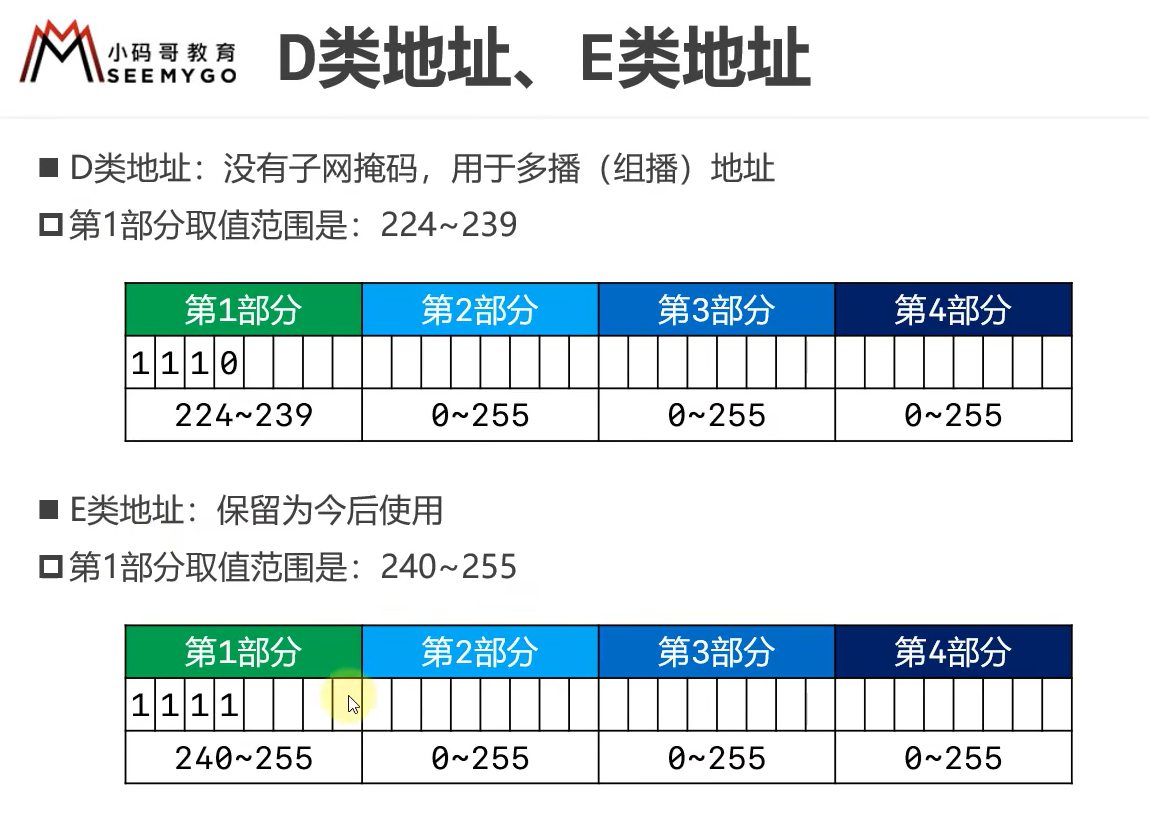 小码哥教育
SEEMYGO
D类地址、E类地址
D类地址：没有子网掩码，用于多播（组播）地址
第1部分取值范围是：224~239
第1部分 第2部分 第3部分 第4部分
1 1 1 0
224~239 0~255 0~255 0~255
E类地址：保留为今后使用
第1部分取值范围是：240~255
第1部分 第2部分 第3部分 第4部分
1 1 1 1
240~255 0~255 0~255 0~255